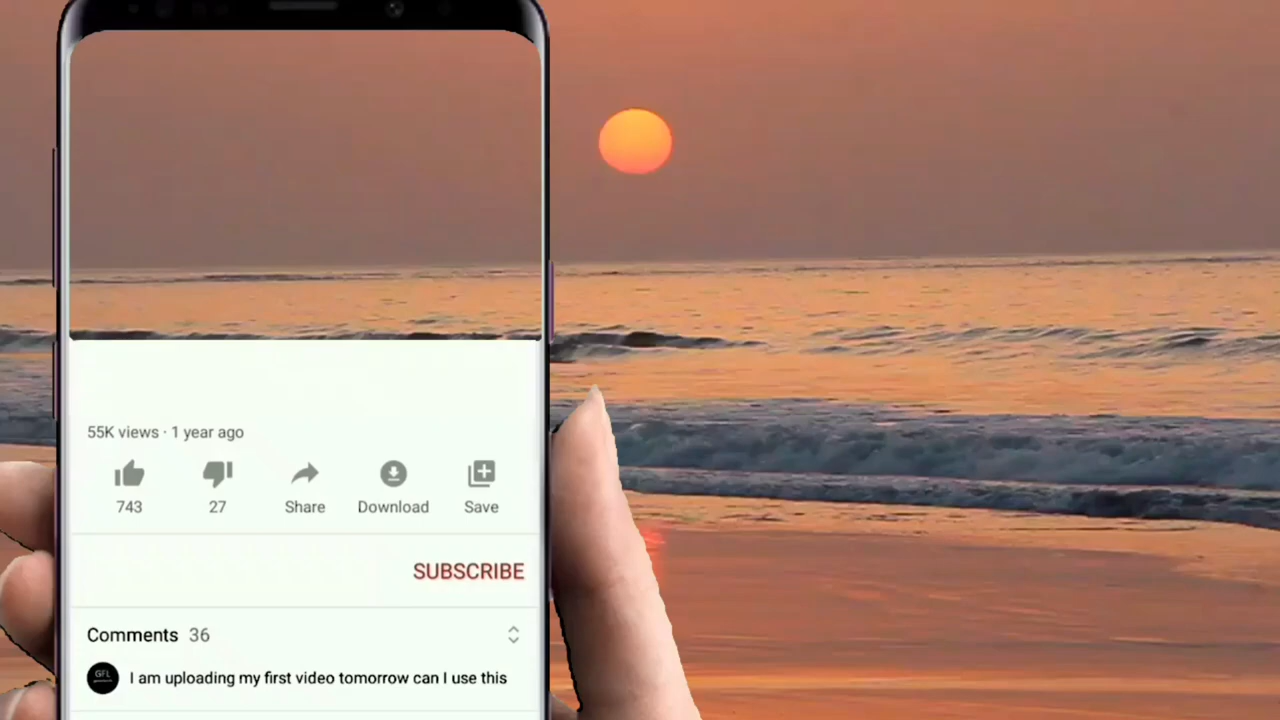 55K views · 1 year ago
743
27
Share
Download
Save
SUBSCRIBE
Comments 36
GFL
I am uploading my first video tomorrow can I use this